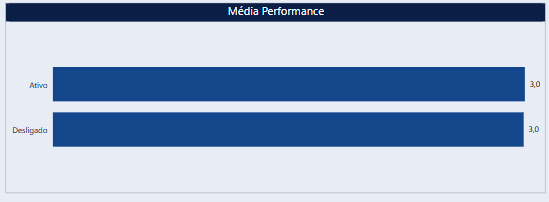 Média Performance
Ativo 3,0
Desligado 3,0